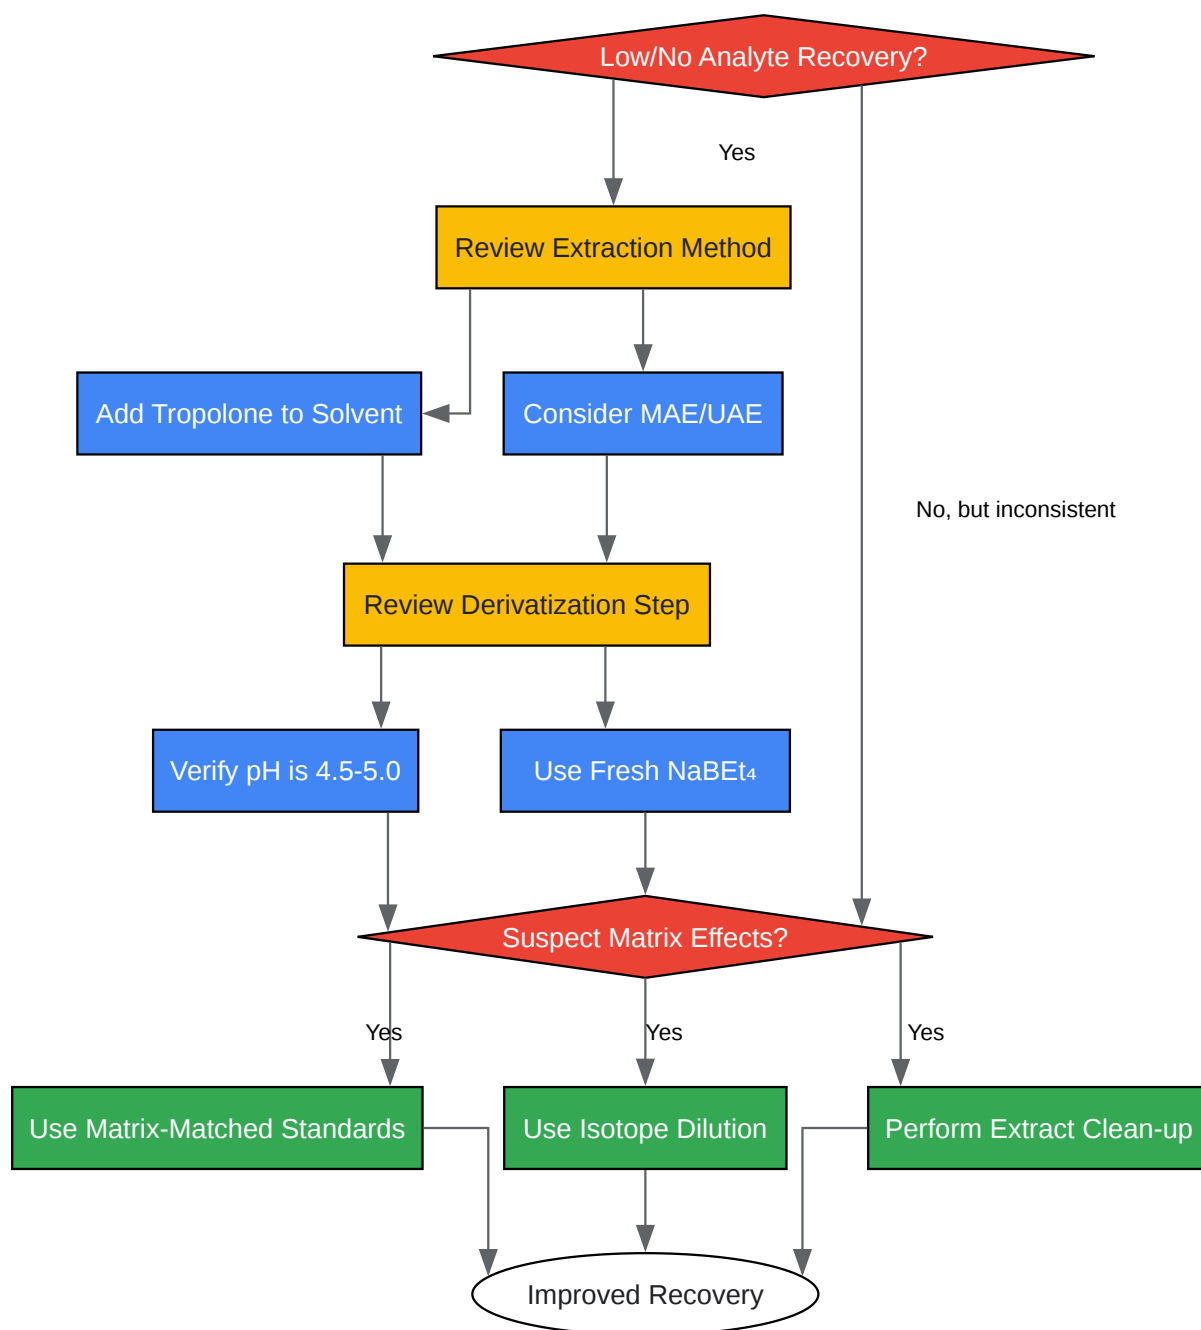 Low/No Analyte Recovery?
Yes
Review Extraction Method
Add Tropolone to Solvent
Consider MAE/UAE
No, but inconsistent
Review Derivatization Step
Verify pH is 4.5-5.0
Use Fresh NaBEt₄
Suspect Matrix Effects?
Yes
Yes
Yes
Use Matrix-Matched Standards
Use Isotope Dilution
Perform Extract Clean-up
Improved Recovery